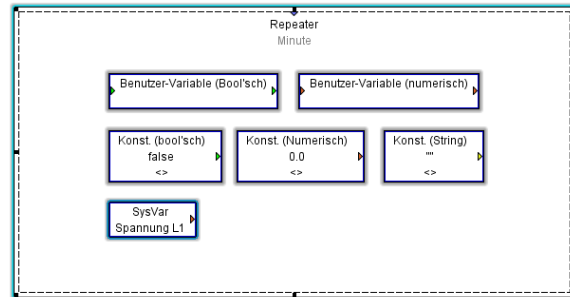 Repeater
Minute
Benutzer-Variable (Bool'sch)
Benutzer-Variable (numerisch)
Konst. (bool'sch)
false
<>
Konst. (Numerisch)
0.0
<>
Konst. (String)
""
<>
SysVar
Spannung L1